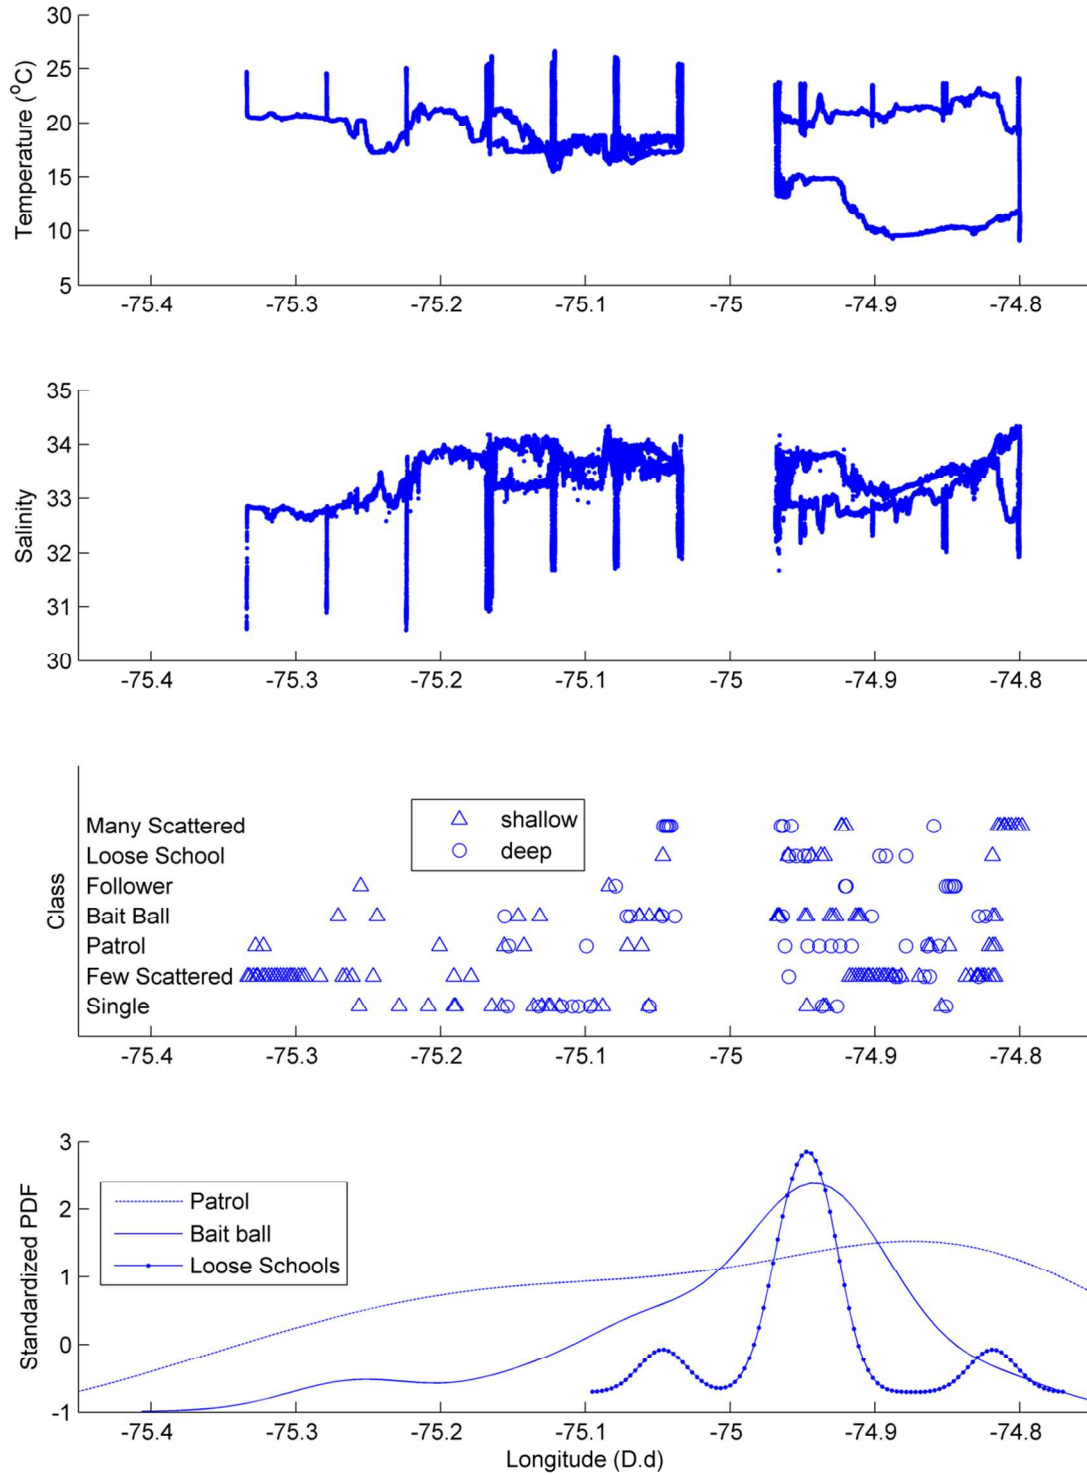 30
25
20
15
10
5
Temperature (°C)
-75.4 -75.3 -75.2 -75.1 -75 -74.9 -74.8
35
34
33
32
31
30
Salinity
-75.4 -75.3 -75.2 -75.1 -75 -74.9 -74.8
Class
Many Scattered
Loose School
Follower
Bait Ball
Patrol
Few Scattered
Single
shallow
deep
-75.4 -75.3 -75.2 -75.1 -75 -74.9 -74.8
3
2
1
0
-1
Standardized PDF
Patrol
Bait ball
Loose Schools
-75.4 -75.3 -75.2 -75.1 -75 -74.9 -74.8
Longitude (D.d)